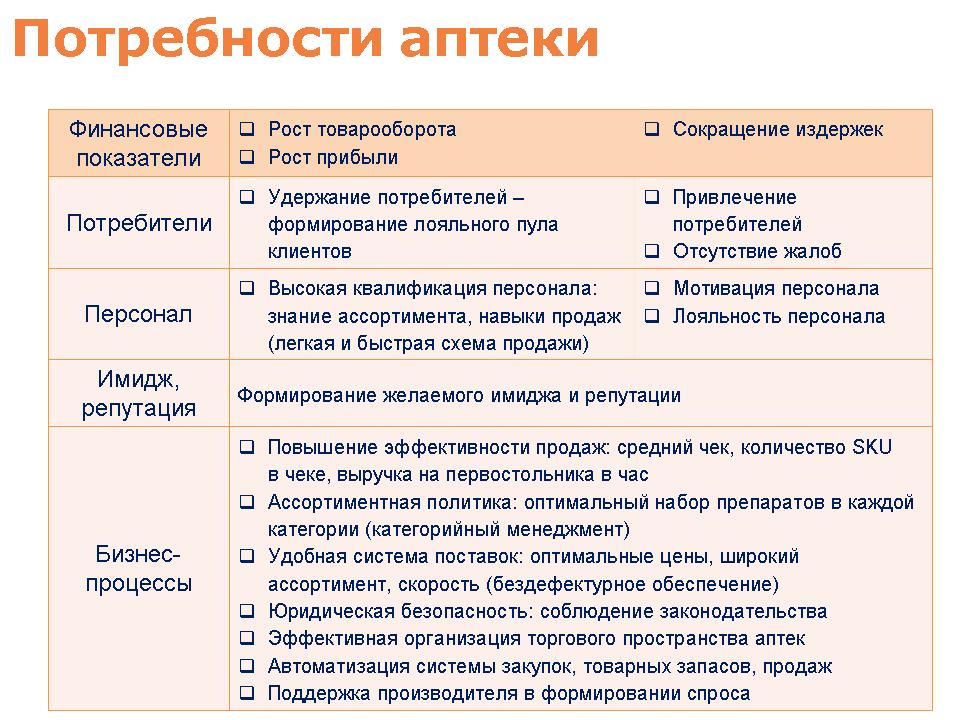 Потребности аптеки
Финансовые
показатели
❑ Рост товарооборота
❑ Рост прибыли
❑ Сокращение издержек
Потребители
❑ Удержание потребителей –
формирование лояльного пула
клиентов
❑ Привлечение
потребителей
❑ Отсутствие жалоб
Персонал
❑ Высокая квалификация персонала:
знание ассортимента, навыки продаж
(легкая и быстрая схема продажи)
❑ Мотивация персонала
❑ Лояльность персонала
Имидж,
репутация
Формирование желаемого имиджа и репутации
Бизнес-
процессы
❑ Повышение эффективности продаж: средний чек, количество SKU
в чеке, выручка на первостольника в час
❑ Ассортиментная политика: оптимальный набор препаратов в каждой
категории (категорийный менеджмент)
❑ Удобная система поставок: оптимальные цены, широкий
ассортимент, скорость (бездефектурное обеспечение)
❑ Юридическая безопасность: соблюдение законодательства
❑ Эффективная организация торгового пространства аптек
❑ Автоматизация системы закупок, товарных запасов, продаж
❑ Поддержка производителя в формировании спроса